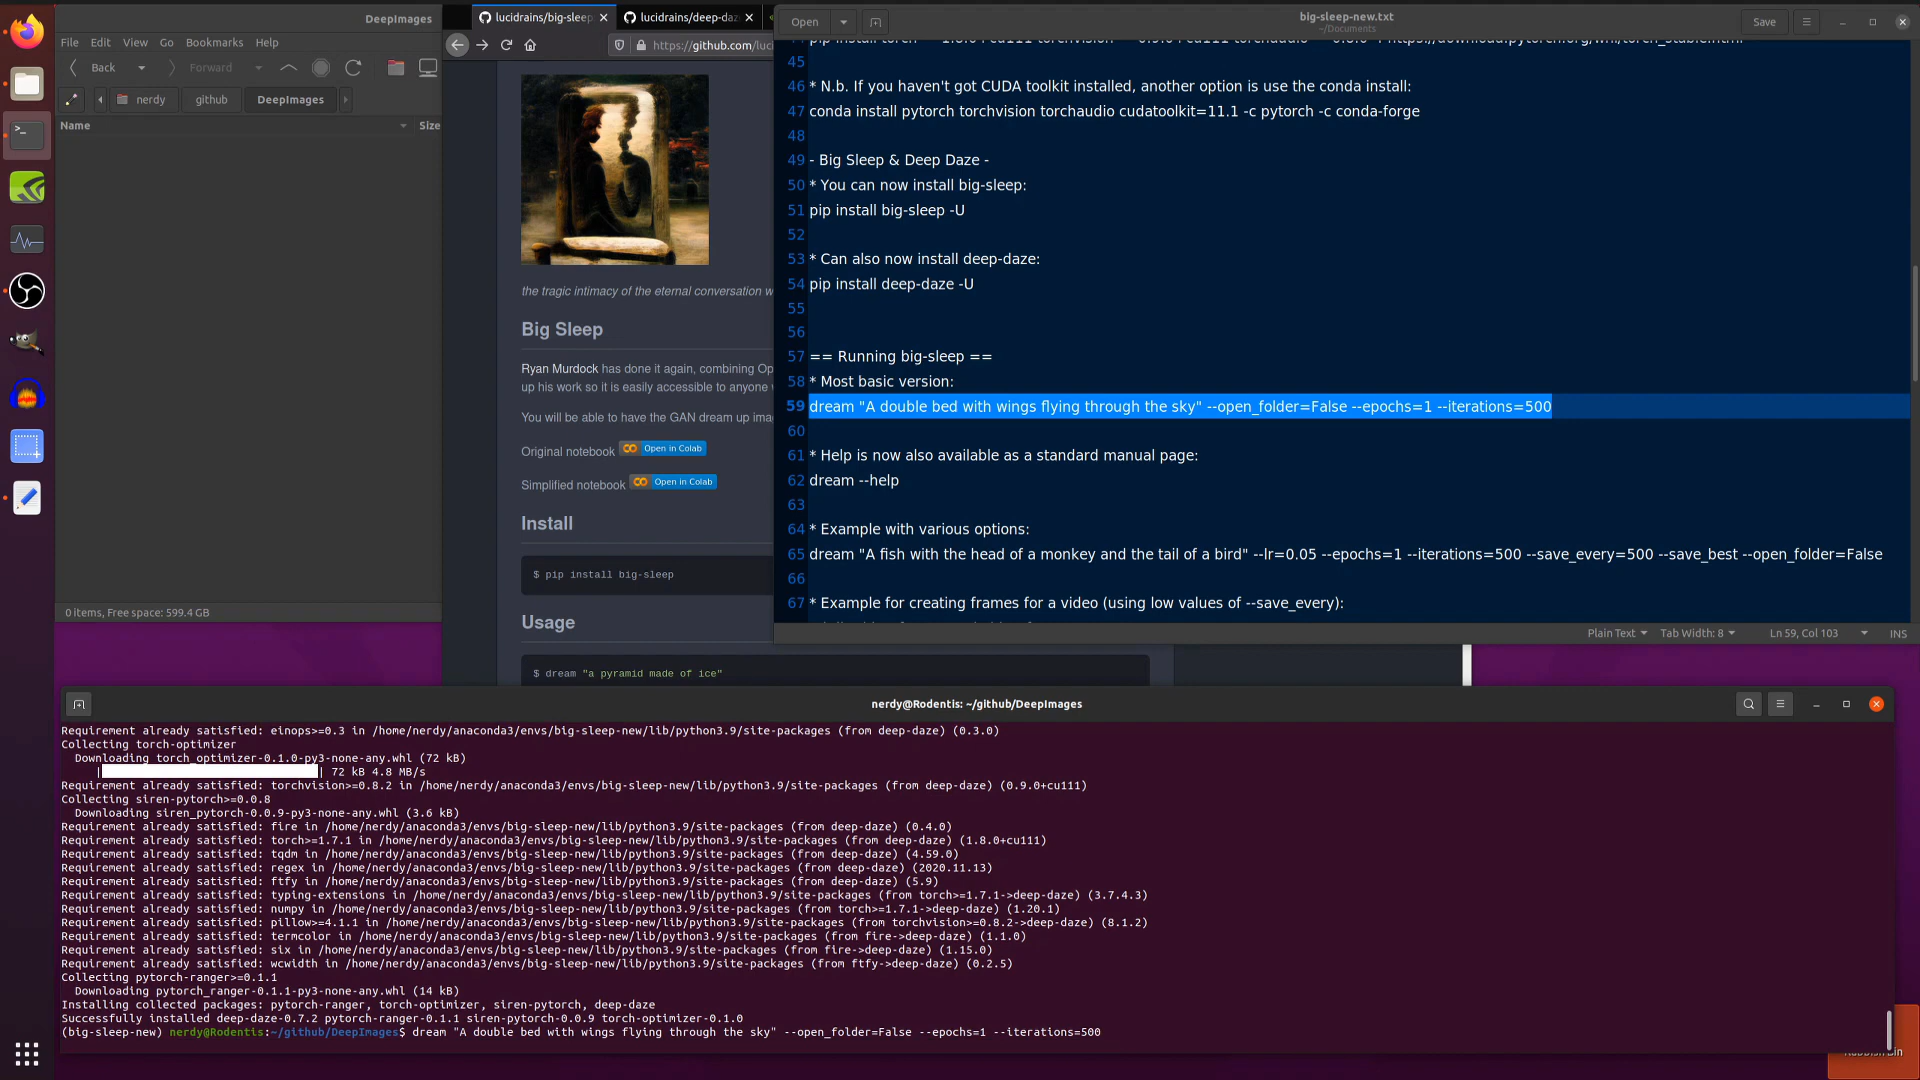 DeepImages
File Edit View Go Bookmarks Help
Back Forward
nerdy github DeepImages
Name Size
0 items, Free space: 599.4 GB
lucidrains/big-sleep
lucidrains/deep-daz
https://github.com/luc
the tragic intimacy of the eternal conversation w
Big Sleep
Ryan Murdock has done it again, combining Op
up his work so it is easily accessible to anyone
You will be able to have the GAN dream up ima
Original notebook Open in Colab
Simplified notebook Open in Colab
Install
$ pip install big-sleep
Usage
$ dream "a pyramid made of ice"
Open
big-sleep-new.txt
~/Documents
Save
45
46 * N.b. If you haven't got CUDA toolkit installed, another option is use the conda install:
47 conda install pytorch torchvision torchaudio cudatoolkit=11.1 -c pytorch -c conda-forge
48
49 - Big Sleep & Deep Daze -
50 * You can now install big-sleep:
51 pip install big-sleep -U
52
53 * Can also now install deep-daze:
54 pip install deep-daze -U
55
56
57 == Running big-sleep ==
58 * Most basic version:
59 dream "A double bed with wings flying through the sky" --open_folder=False --epochs=1 --iterations=500
60
61 * Help is now also available as a standard manual page:
62 dream --help
63
64 * Example with various options:
65 dream "A fish with the head of a monkey and the tail of a bird" --lr=0.05 --epochs=1 --iterations=500 --save_every=500 --save_best --open_folder=False
66
67 * Example for creating frames for a video (using low values of --save_every):
Plain Text Tab Width: 8 Ln 59, Col 103 INS
nerdy@Rodentis: ~/github/DeepImages
Requirement already satisfied: einops>=0.3 in /home/nerdy/anaconda3/envs/big-sleep-new/lib/python3.9/site-packages (from deep-daze) (0.3.0)
Collecting torch-optimizer
Downloading torch_optimizer-0.1.0-py3-none-any.whl (72 kB)
| | 72 kB 4.8 MB/s
Requirement already satisfied: torchvision>=0.8.2 in /home/nerdy/anaconda3/envs/big-sleep-new/lib/python3.9/site-packages (from deep-daze) (0.9.0+cu111)
Collecting siren-pytorch>=0.0.8
Downloading siren_pytorch-0.0.9-py3-none-any.whl (3.6 kB)
Requirement already satisfied: fire in /home/nerdy/anaconda3/envs/big-sleep-new/lib/python3.9/site-packages (from deep-daze) (0.4.0)
Requirement already satisfied: torch>=1.7.1 in /home/nerdy/anaconda3/envs/big-sleep-new/lib/python3.9/site-packages (from deep-daze) (1.8.0+cu111)
Requirement already satisfied: tqdm in /home/nerdy/anaconda3/envs/big-sleep-new/lib/python3.9/site-packages (from deep-daze) (4.59.0)
Requirement already satisfied: regex in /home/nerdy/anaconda3/envs/big-sleep-new/lib/python3.9/site-packages (from deep-daze) (2020.11.13)
Requirement already satisfied: ftfy in /home/nerdy/anaconda3/envs/big-sleep-new/lib/python3.9/site-packages (from deep-daze) (5.9)
Requirement already satisfied: typing-extensions in /home/nerdy/anaconda3/envs/big-sleep-new/lib/python3.9/site-packages (from torch>=1.7.1->deep-daze) (3.7.4.3)
Requirement already satisfied: numpy in /home/nerdy/anaconda3/envs/big-sleep-new/lib/python3.9/site-packages (from torch>=1.7.1->deep-daze) (1.20.1)
Requirement already satisfied: pillow>=4.1.1 in /home/nerdy/anaconda3/envs/big-sleep-new/lib/python3.9/site-packages (from torchvision>=0.8.2->deep-daze) (8.1.2)
Requirement already satisfied: termcolor in /home/nerdy/anaconda3/envs/big-sleep-new/lib/python3.9/site-packages (from fire->deep-daze) (1.1.0)
Requirement already satisfied: six in /home/nerdy/anaconda3/envs/big-sleep-new/lib/python3.9/site-packages (from fire->deep-daze) (1.15.0)
Requirement already satisfied: wcwidth in /home/nerdy/anaconda3/envs/big-sleep-new/lib/python3.9/site-packages (from ftfy->deep-daze) (0.2.5)
Collecting pytorch-ranger>=0.1.1
Downloading pytorch_ranger-0.1.1-py3-none-any.whl (14 kB)
Installing collected packages: pytorch-ranger, torch-optimizer, siren-pytorch, deep-daze
Successfully installed deep-daze-0.7.2 pytorch-ranger-0.1.1 siren-pytorch-0.0.9 torch-optimizer-0.1.0
(big-sleep-new) nerdy@Rodentis:~/github/DeepImages$ dream "A double bed with wings flying through the sky" --open_folder=False --epochs=1 --iterations=500